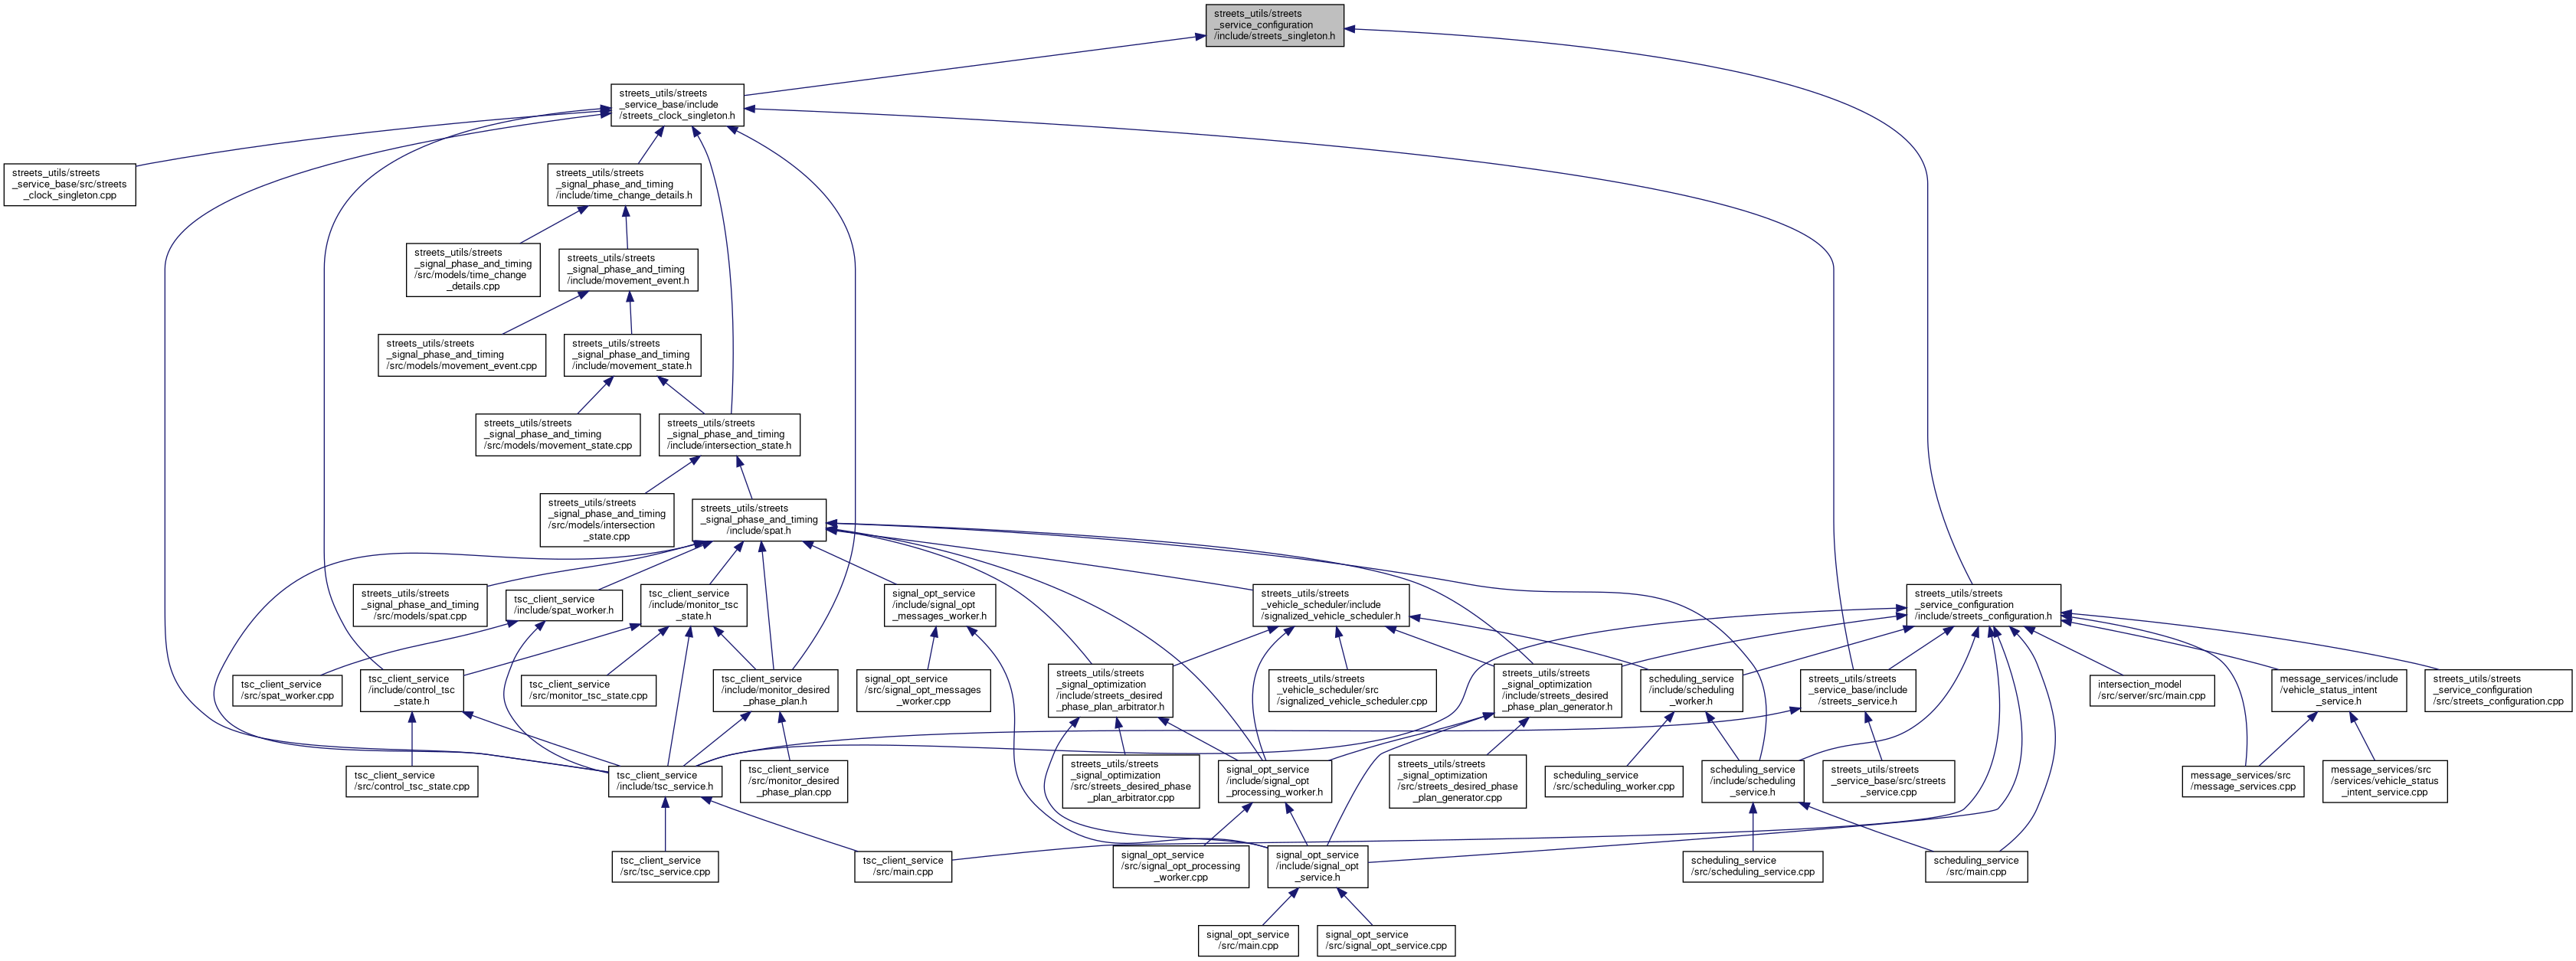 streets_utils/streets
_service_configuration
/include/streets_singleton.h
streets_utils/streets
_service_base/include
/streets_clock_singleton.h
streets_utils/streets
_service_base/src/streets
_clock_singleton.cpp
streets_utils/streets
_signal_phase_and_timing
/include/time_change_details.h
streets_utils/streets
_signal_phase_and_timing
/src/models/time_change
_details.cpp
streets_utils/streets
_signal_phase_and_timing
/include/movement_event.h
streets_utils/streets
_signal_phase_and_timing
/src/models/movement_event.cpp
streets_utils/streets
_signal_phase_and_timing
/include/movement_state.h
streets_utils/streets
_signal_phase_and_timing
/src/models/movement_state.cpp
streets_utils/streets
_signal_phase_and_timing
/include/intersection_state.h
streets_utils/streets
_signal_phase_and_timing
/src/models/intersection
_state.cpp
streets_utils/streets
_signal_phase_and_timing
/include/spat.h
streets_utils/streets
_signal_phase_and_timing
/src/models/spat.cpp
tsc_client_service
/include/spat_worker.h
tsc_client_service
/include/monitor_tsc
_state.h
signal_opt_service
/include/signal_opt
_messages_worker.h
streets_utils/streets
_vehicle_scheduler/include
/signalized_vehicle_scheduler.h
streets_utils/streets
_service_configuration
/include/streets_configuration.h
tsc_client_service
/src/spat_worker.cpp
tsc_client_service
/include/control_tsc
_state.h
tsc_client_service
/src/monitor_tsc_state.cpp
tsc_client_service
/include/monitor_desired
_phase_plan.h
signal_opt_service
/src/signal_opt_messages
_worker.cpp
streets_utils/streets
_signal_optimization
/include/streets_desired
_phase_plan_arbitrator.h
streets_utils/streets
_vehicle_scheduler/src
/signalized_vehicle_scheduler.cpp
streets_utils/streets
_signal_optimization
/include/streets_desired
_phase_plan_generator.h
scheduling_service
/include/scheduling
_worker.h
streets_utils/streets
_service_base/include
/streets_service.h
intersection_model
/src/server/src/main.cpp
message_services/include
/vehicle_status_intent
_service.h
streets_utils/streets
_service_configuration
/src/streets_configuration.cpp
tsc_client_service
/src/control_tsc_state.cpp
tsc_client_service
/include/tsc_service.h
tsc_client_service
/src/monitor_desired
_phase_plan.cpp
streets_utils/streets
_signal_optimization
/src/streets_desired_phase
_plan_arbitrator.cpp
signal_opt_service
/include/signal_opt
_processing_worker.h
streets_utils/streets
_signal_optimization
/src/streets_desired_phase
_plan_generator.cpp
scheduling_service
/src/scheduling_worker.cpp
scheduling_service
/include/scheduling
_service.h
streets_utils/streets
_service_base/src/streets
_service.cpp
message_services/src
/message_services.cpp
message_services/src
/services/vehicle_status
_intent_service.cpp
tsc_client_service
/src/tsc_service.cpp
tsc_client_service
/src/main.cpp
signal_opt_service
/src/signal_opt_processing
_worker.cpp
signal_opt_service
/include/signal_opt
_service.h
scheduling_service
/src/scheduling_service.cpp
scheduling_service
/src/main.cpp
signal_opt_service
/src/main.cpp
signal_opt_service
/src/signal_opt_service.cpp